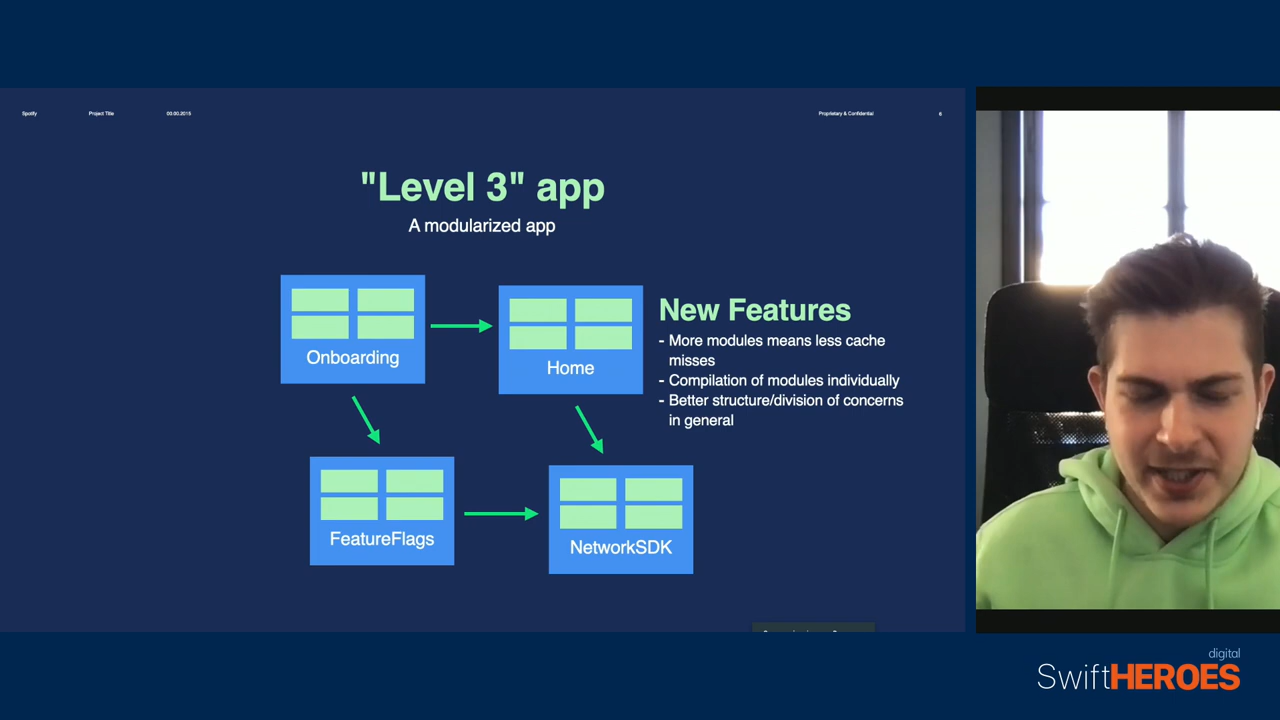 Spotify Project Title 00.00.2015 Proprietary & Confidential 6
"Level 3" app
A modularized app
Onboarding
Home
New Features
- More modules means less cache
misses
- Compilation of modules individually
- Better structure/division of concerns
in general
FeatureFlags
NetworkSDK
digital
SwiftHEROES